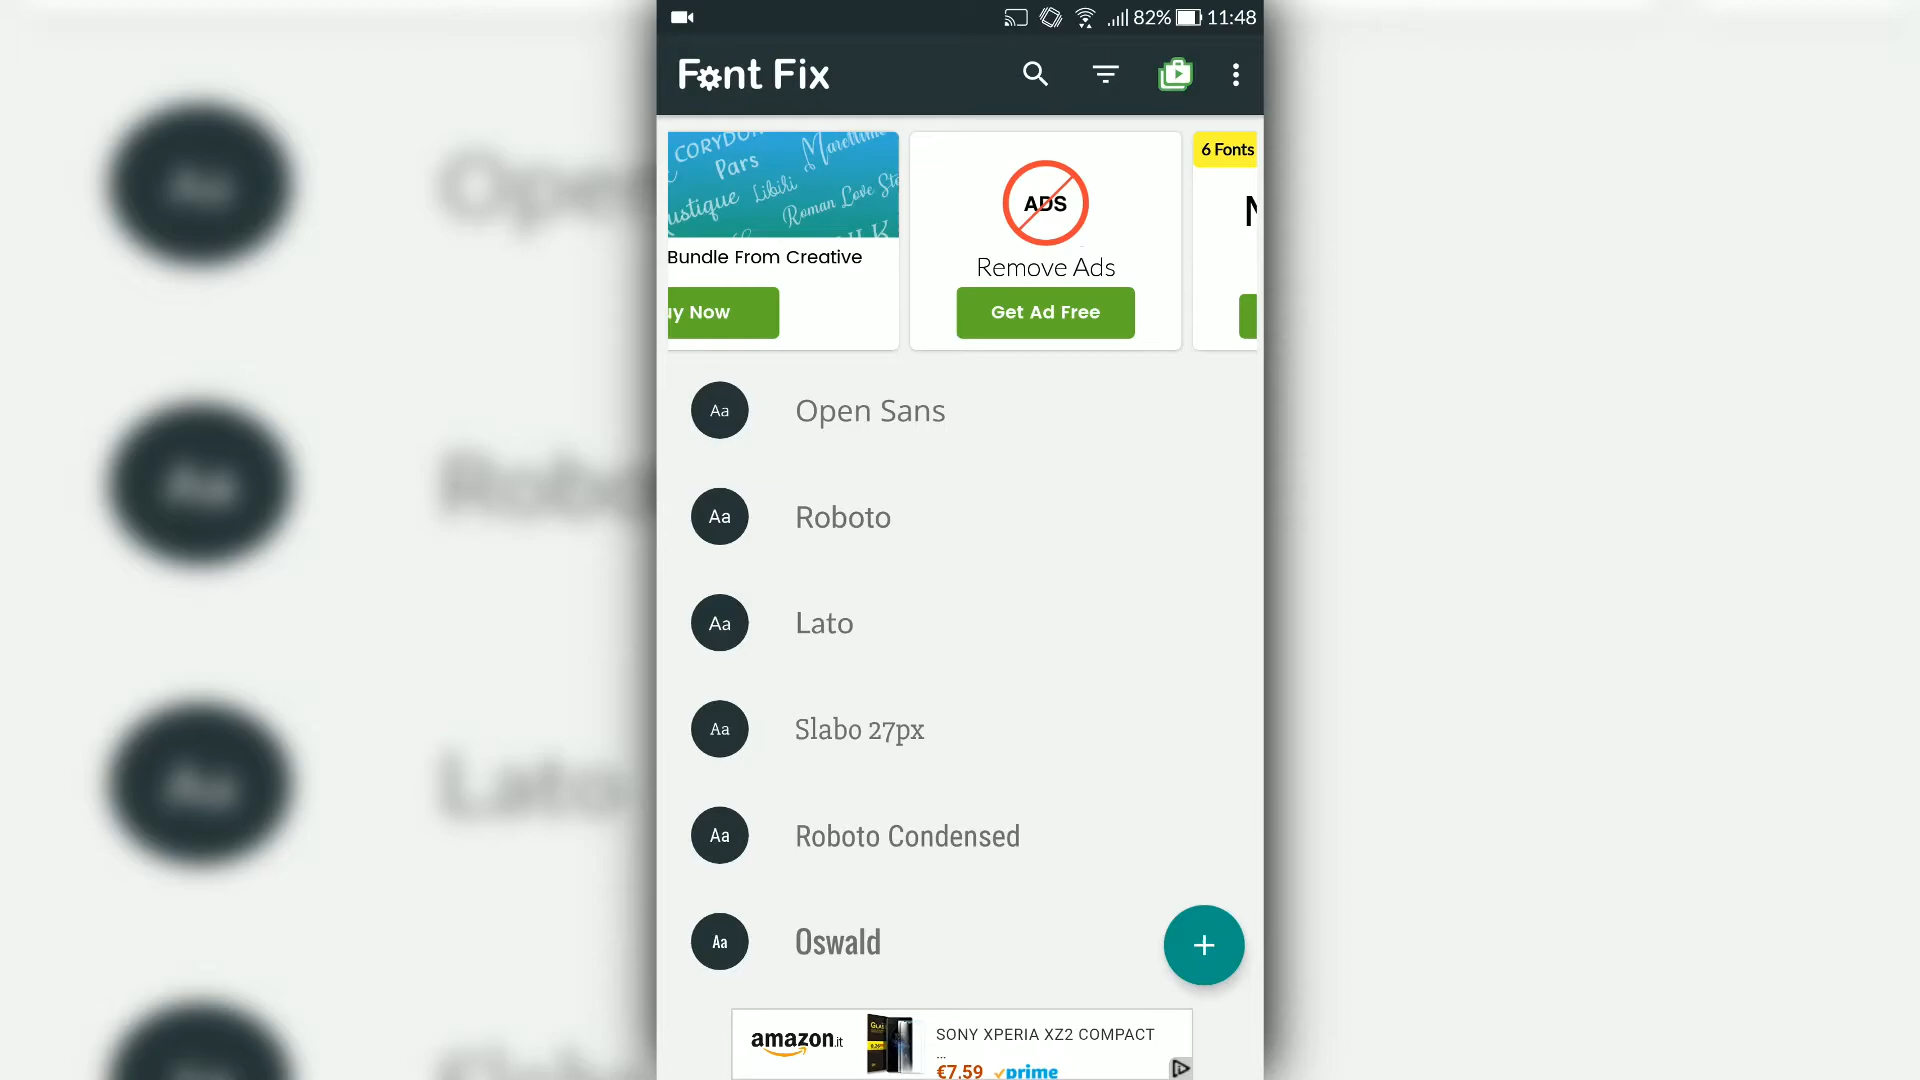 82% 11:48
Font Fix
CORYDON
Pars
Libili
Roman Love Sto
Bundle From Creative
uy Now
ADS
Remove Ads
Get Ad Free
6 Fonts
N
Aa Open Sans
Aa Roboto
Aa Lato
Aa Slabo 27px
Aa Roboto Condensed
Aa Oswald
+
amazon.it
SONY XPERIA XZ2 COMPACT
...
€7.59 prime